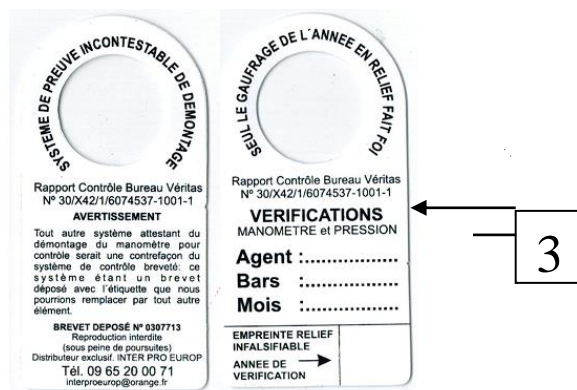 SYSTEME DE PREUVE INCONTESTABLE DE DEMONTAGE
Rapport Contrôle Bureau Véritas
Nº 30/X42/1/6074537-1001-1
AVERTISSEMENT
Tout autre système attestant du
démontage du manomètre pour
contrôle serait une contrefaçon du
système de contrôle breveté: ce
système étant un brevet
déposé avec l'étiquette que nous
pourrions remplacer par tout autre
élément.
BREVET DEPOSÉ Nº 0307713
Reproduction interdite
(sous peine de poursuites)
Distributeur exclusif. INTER PRO EUROP
Tél. 09 65 20 00 71
interproeurop@orange.fr
SEUL LE GAUFRAGE DE L'ANNEE EN RELIEF FAIT FOI
Rapport Contrôle Bureau Véritas
Nº 30/X42/1/6074537-1001-1
VERIFICATIONS
MANOMETRE et PRESSION
Agent :................
Bars :................
Mois :................
EMPREINTE RELIEF
INFALSIFIABLE
ANNEE DE
VERIFICATION
3